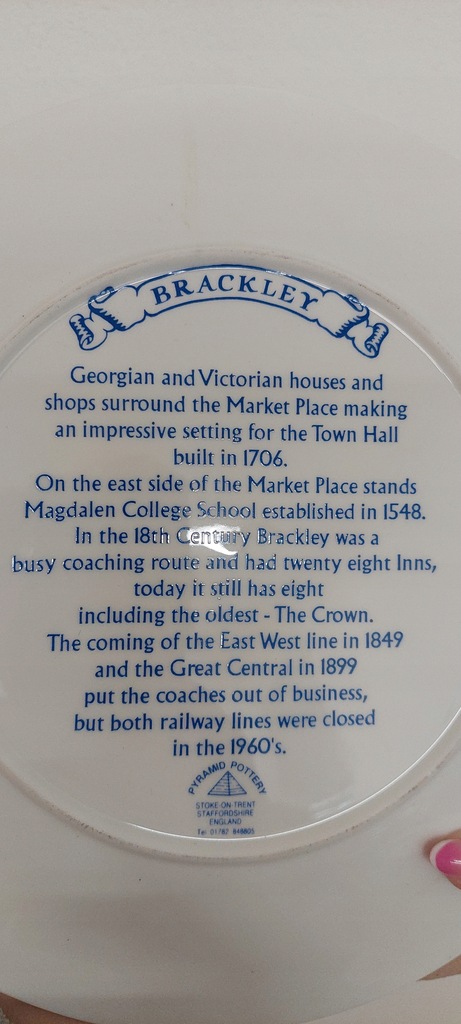 BRACKLEY
Georgian and Victorian houses and
shops surround the Market Place making
an impressive setting for the Town Hall
built in 1706.
On the east side of the Market Place stands
Magdalen College School established in 1548.
In the 18th Century Brackley was a
busy coaching route and had twenty eight Inns,
today it still has eight
including the oldest - The Crown.
The coming of the East West line in 1849
and the Great Central in 1899
put the coaches out of business,
but both railway lines were closed
in the 1960's.
PYRAMID POTTERY
STOKE-ON-TRENT
STAFFORDSHIRE
ENGLAND
Tel 01782 848805